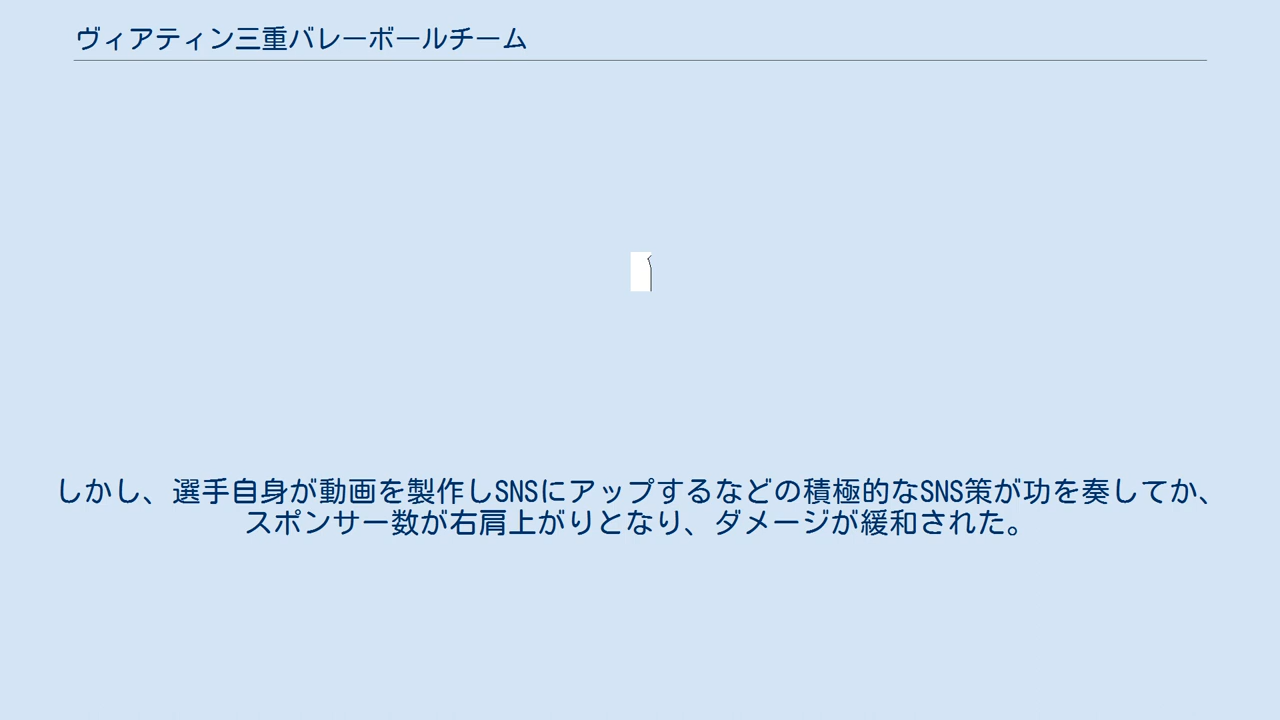 ヴィアティン三重バレーボールチーム
しかし、選手自身が動画を製作しSNSにアップするなどの積極的なSNS策が功を奏してか、
スポンサー数が右肩上がりとなり、ダメージが緩和された。